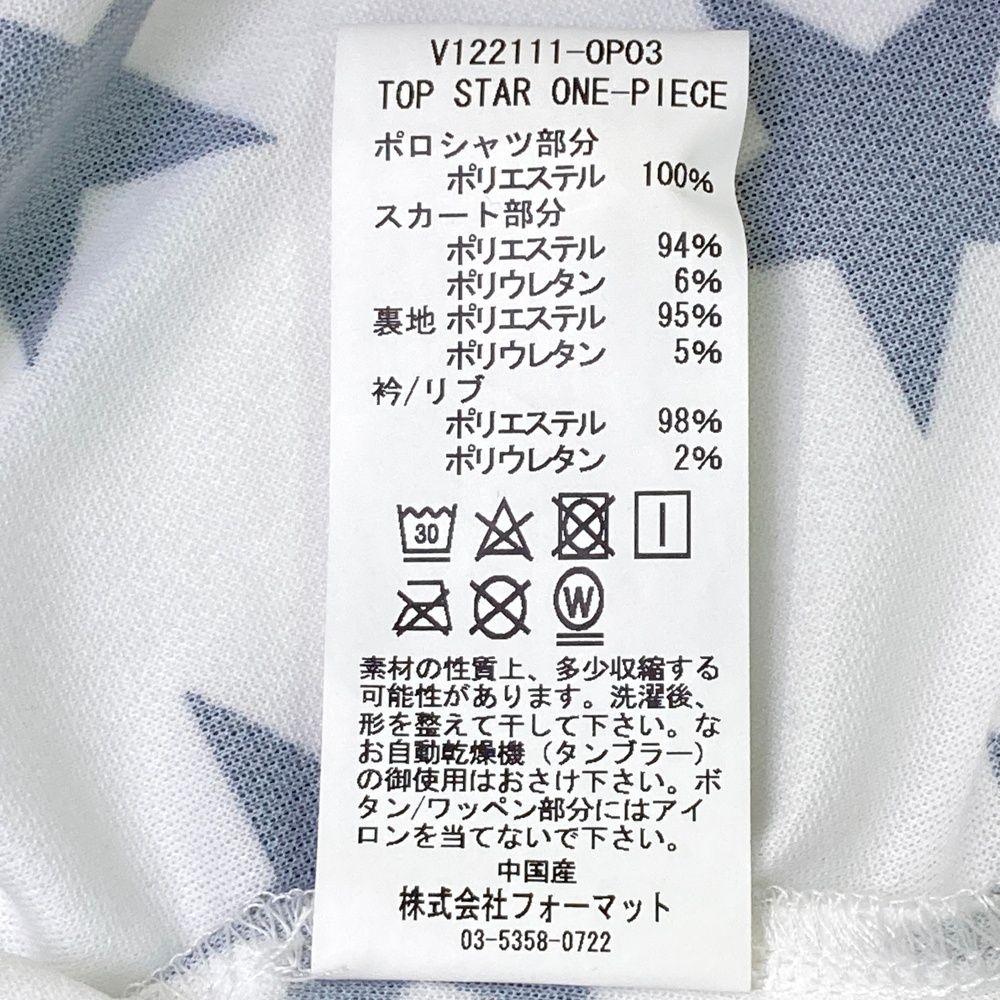 V122111-OP03
TOP STAR ONE-PIECE
ポロシャツ部分
ポリエステル 100%
スカート部分
ポリエステル 94%
ポリウレタン 6%
裏地 ポリエステル 95%
ポリウレタン 5%
衿/リブ
ポリエステル 98%
ポリウレタン 2%
30
W
素材の性質上、多少収縮する
可能性があります。洗濯後、
形を整えて干して下さい。な
お自動乾燥機（タンブラー）
の御使用はおさけ下さい。ボ
タン/ワッペン部分にはアイ
ロンを当てないで下さい。
中国産
株式会社フォーマット
03-5358-0722